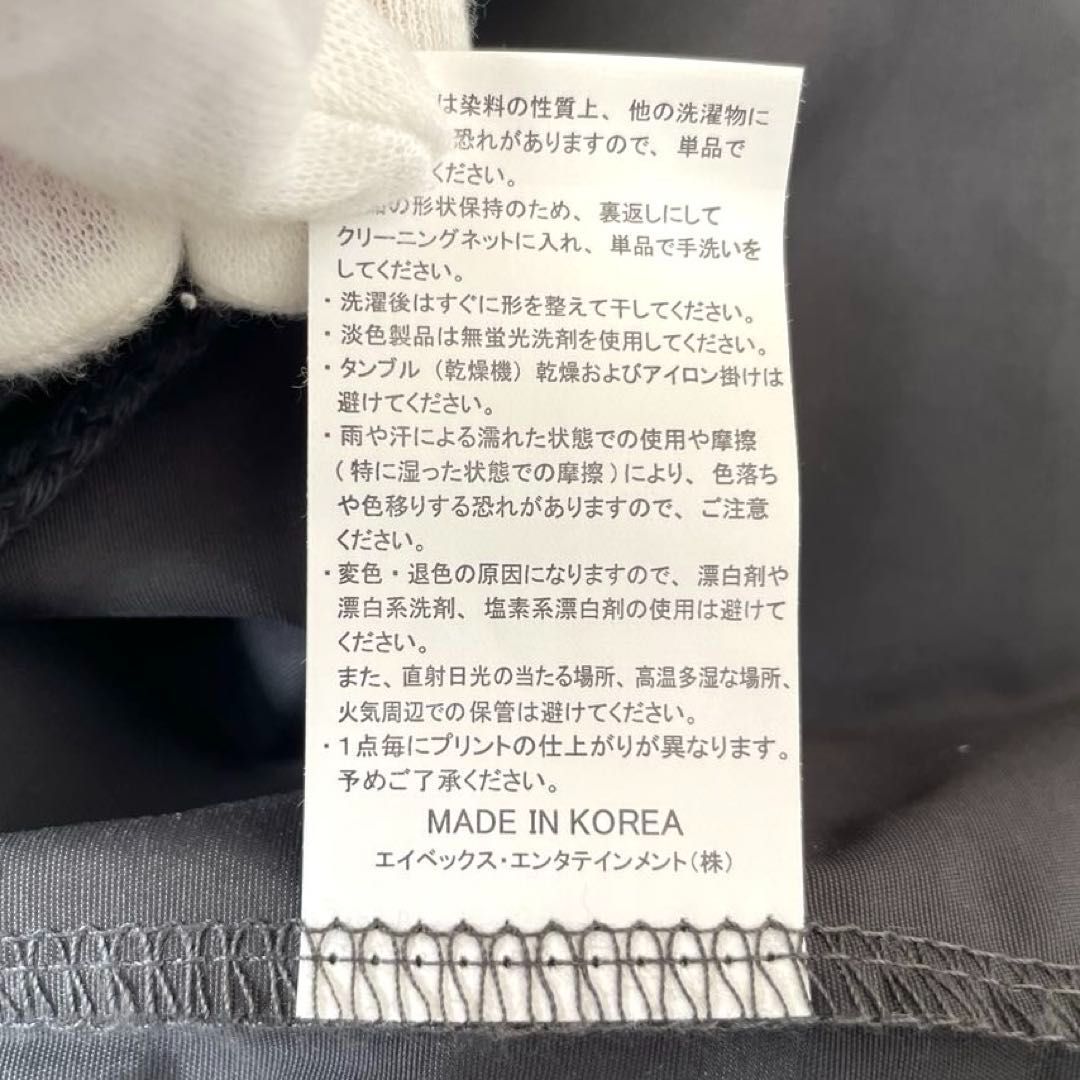 は染料の性質上、他の洗濯物に
恐れがありますので、単品で
ください。
の形状保持のため、裏返しにして
クリーニングネットに入れ、単品で手洗いを
してください。
・洗濯後はすぐに形を整えて干してください。
・淡色製品は無蛍光洗剤を使用してください。
・タンブル（乾燥機）乾燥およびアイロン掛けは
避けてください。
・雨や汗による濡れた状態での使用や摩擦
(特に湿った状態での摩擦)により、色落ち
や色移りする恐れがありますので、ご注意
ください。
・変色・退色の原因になりますので、漂白剤や
漂白系洗剤、塩素系漂白剤の使用は避けて
ください。
また、直射日光の当たる場所、高温多湿な場所、
火気周辺での保管は避けてください。
・1点毎にプリントの仕上がりが異なります。
予めご了承ください。
MADE IN KOREA
エイベックス・エンタテインメント(株)